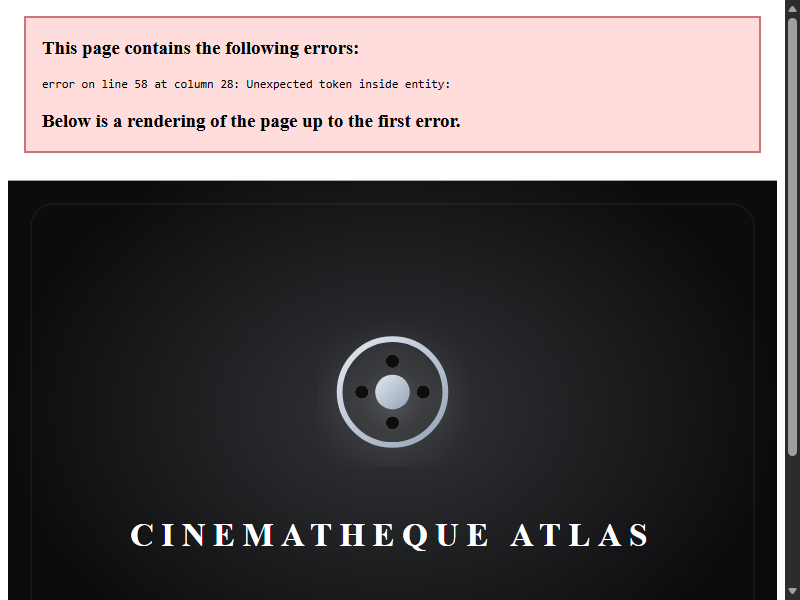 This page contains the following errors:
error on line 58 at column 28: Unexpected token inside entity:
Below is a rendering of the page up to the first error.
CINEMATHEQUE ATLAS